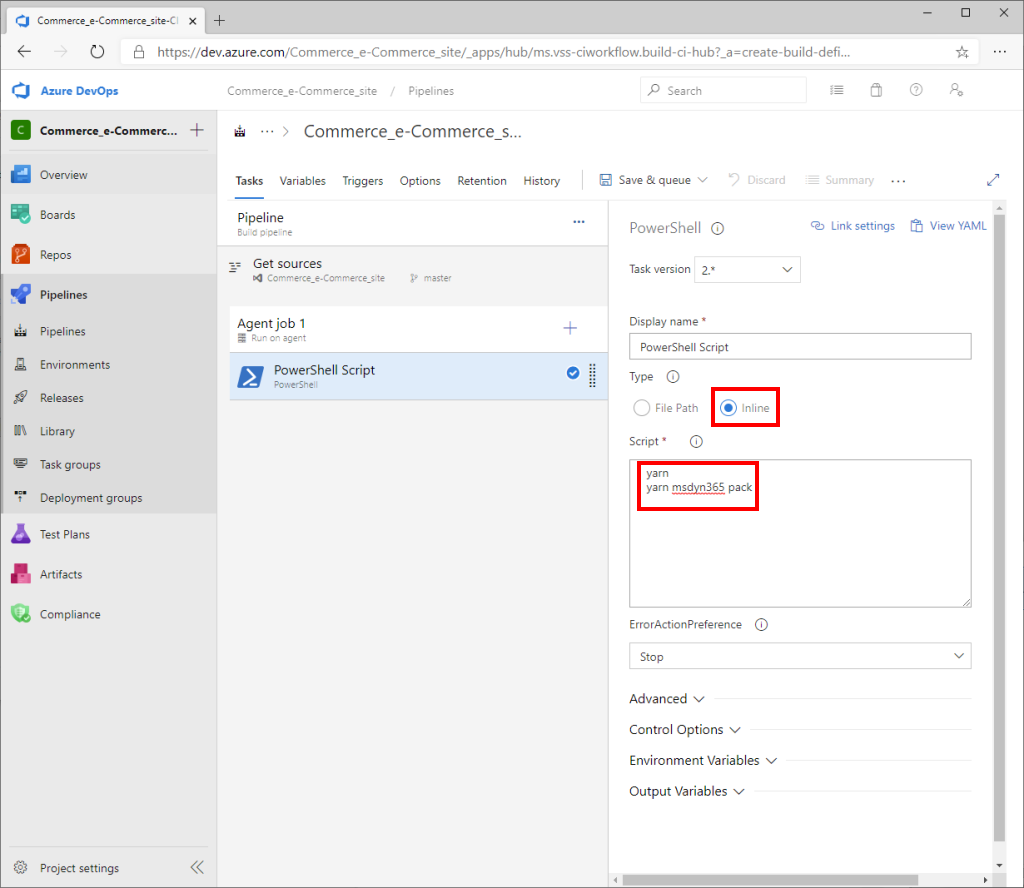 Commerce_e-Commerce_site-Cl
https://dev.azure.com/Commerce_e-Commerce_site/_apps/hub/ms.vss-ciworkflow.build-ci-hub?_a=create-build-defi...
Azure DevOps
Commerce_e-Commerce_site / Pipelines
Search
C
Commerce_e-Commerc...
Overview
Boards
Repos
Pipelines
Pipelines
Environments
Releases
Library
Task groups
Deployment groups
Test Plans
Artifacts
Compliance
Project settings
... > Commerce_e-Commerce_s...
Tasks Variables Triggers Options Retention History Save & queue Discard Summary ...
Pipeline
Build pipeline
Get sources
Commerce_e-Commerce_site master
Agent job 1
Run on agent
PowerShell Script
PowerShell
PowerShell Link settings View YAML
Task version 2.*
Display name *
PowerShell Script
Type
File Path Inline
Script *
yarn
yarn msdyn365 pack
ErrorActionPreference
Stop
Advanced
Control Options
Environment Variables
Output Variables